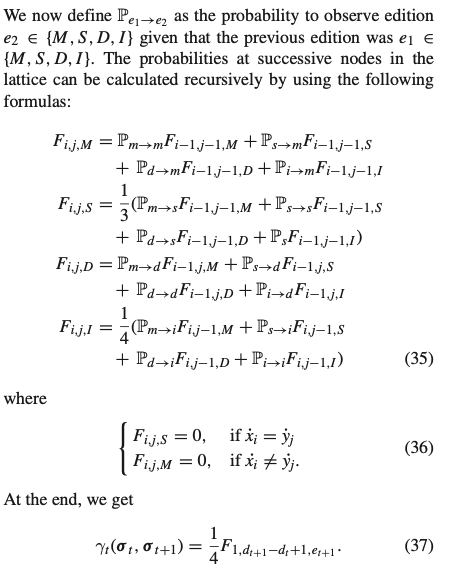 We now define ℙ_{e₁→e₂} as the probability to observe edition
e₂ ∈ {M, S, D, I} given that the previous edition was e₁ ∈
{M, S, D, I}. The probabilities at successive nodes in the
lattice can be calculated recursively by using the following
formulas:
F_{i,j,M} = ℙ_{m→m}F_{i−1,j−1,M} + ℙ_{s→m}F_{i−1,j−1,S}
+ ℙ_{d→m}F_{i−1,j−1,D} + ℙ_{i→m}F_{i−1,j−1,I}
F_{i,j,S} = 1/3(ℙ_{m→s}F_{i−1,j−1,M} + ℙ_{s→s}F_{i−1,j−1,S}
+ ℙ_{d→s}F_{i−1,j−1,D} + ℙ_{s}F_{i−1,j−1,I})
F_{i,j,D} = ℙ_{m→d}F_{i−1,j,M} + ℙ_{s→d}F_{i−1,j,S}
+ ℙ_{d→d}F_{i−1,j,D} + ℙ_{i→d}F_{i−1,j,I}
F_{i,j,I} = 1/4(ℙ_{m→i}F_{i,j−1,M} + ℙ_{s→i}F_{i,j−1,S}
+ ℙ_{d→i}F_{i,j−1,D} + ℙ_{i→i}F_{i,j−1,I}) (35)
where
{ F_{i,j,S} = 0, if ẋ_i = ẏ_j
F_{i,j,M} = 0, if ẋ_i ≠ ẏ_j. (36)
At the end, we get
γ_t(σ_t, σ_{t+1}) = 1/4 F_{1,d_{t+1}−d_t+1,e_{t+1}}. (37)